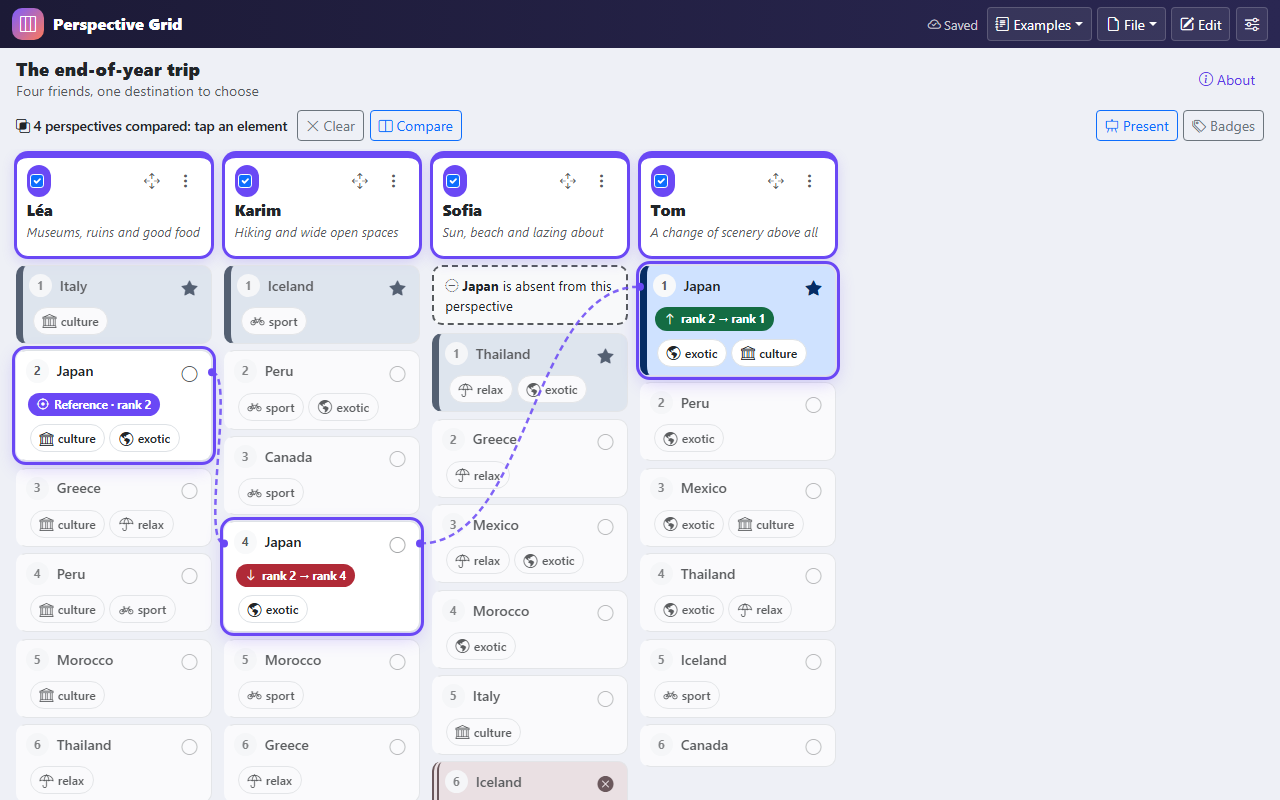 Perspective Grid
Saved
Examples
File
Edit
The end-of-year trip
Four friends, one destination to choose
About
4 perspectives compared: tap an element
Clear
Compare
Present
Badges
Léa
Museums, ruins and good food
1 Italy
culture
2 Japan
Reference · rank 2
culture exotic
3 Greece
culture relax
4 Peru
culture sport
5 Morocco
culture
6 Thailand
relax
Karim
Hiking and wide open spaces
1 Iceland
sport
2 Peru
sport exotic
3 Canada
sport
4 Japan
↓ rank 2 → rank 4
exotic
5 Morocco
sport
6 Greece
relax
Sofia
Sun, beach and lazing about
Japan is absent from this
perspective
1 Thailand
relax exotic
2 Greece
relax
3 Mexico
relax exotic
4 Morocco
exotic
5 Italy
culture
6 Iceland
Tom
A change of scenery above all
1 Japan
↑ rank 2 → rank 1
exotic culture
2 Peru
exotic
3 Mexico
exotic culture
4 Thailand
exotic relax
5 Iceland
sport
6 Canada